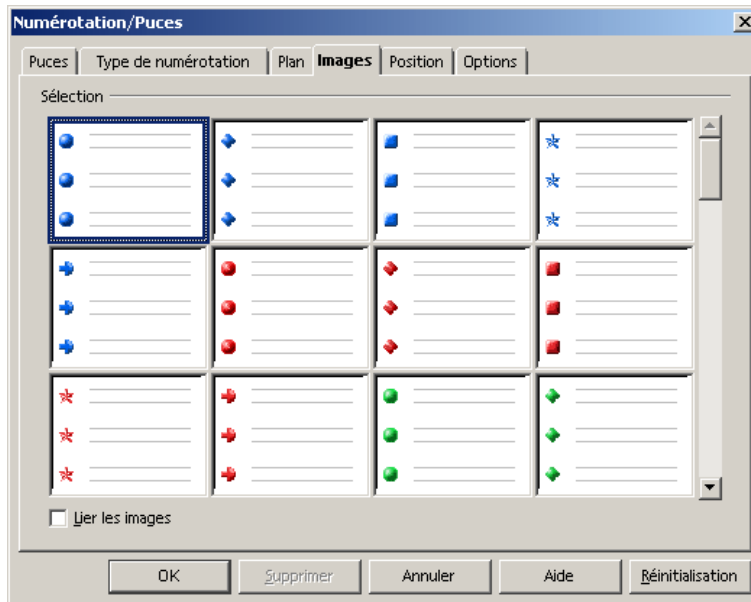 Numérotation/Puces
Puces Type de numérotation Plan Images Position Options
Sélection
Lier les images
OK Supprimer Annuler Aide Réinitialisation